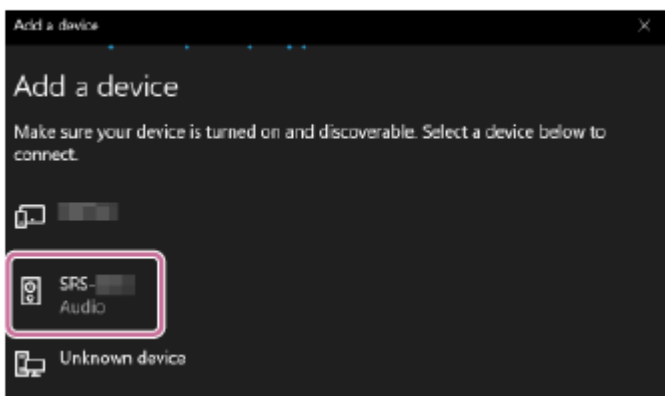 Add a device
Add a device
Make sure your device is turned on and discoverable. Select a device below to
connect.
SRS-
Audio
Unknown device